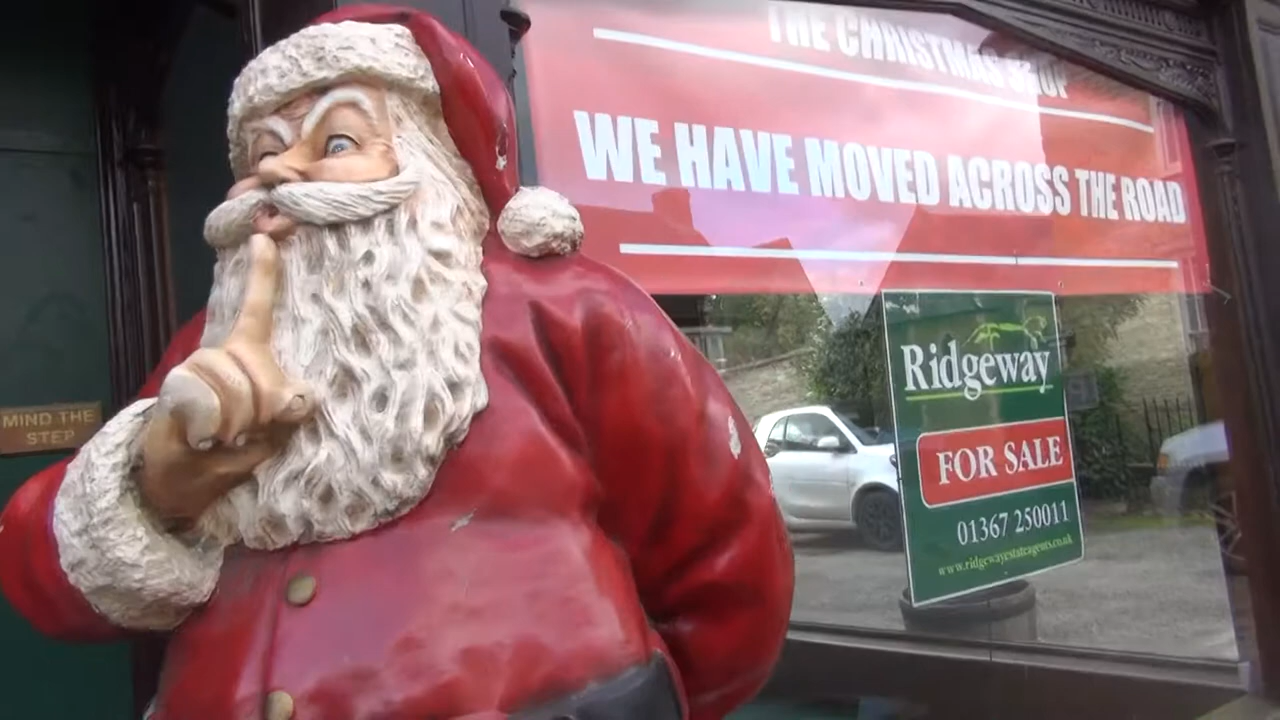 THE CHRISTMAS SHOP
WE HAVE MOVED ACROSS THE ROAD
Ridgeway
FOR SALE
01367 250011
www.ridgewayestateagents.co.uk
MIND THE
STEP